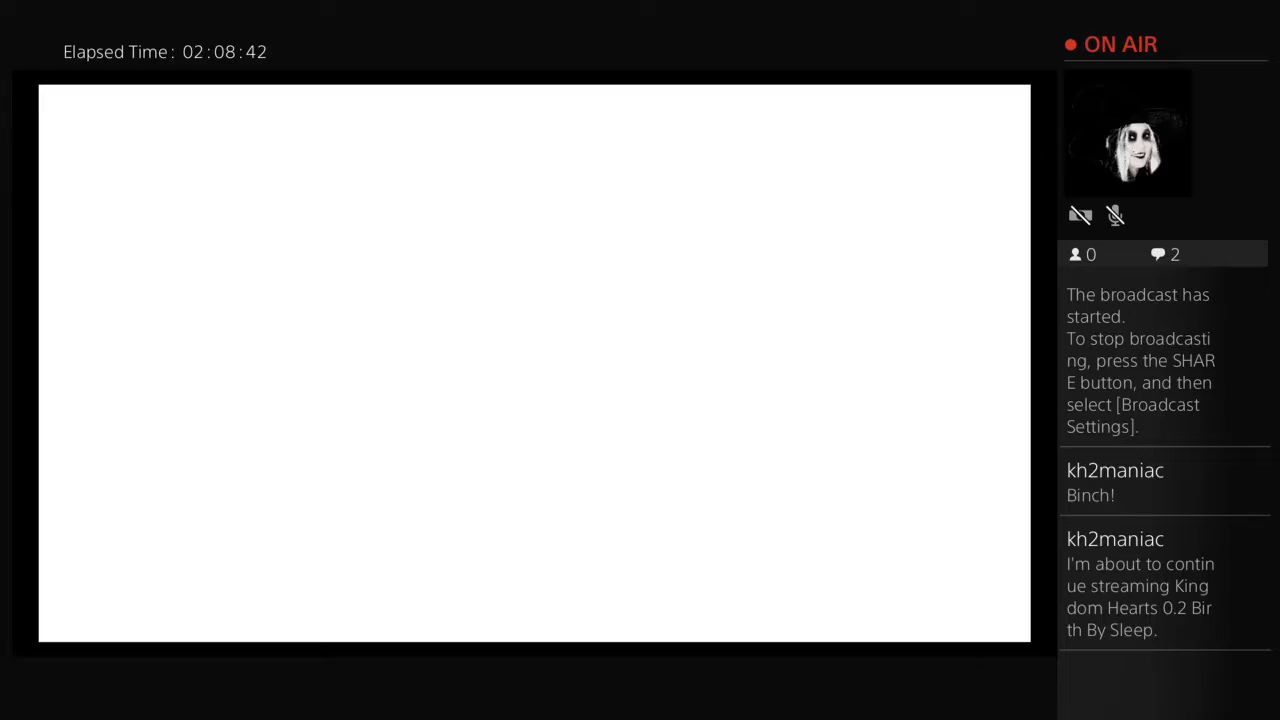 Elapsed Time: 02:08:42
ON AIR
0 2
The broadcast has
started.
To stop broadcasti
ng, press the SHAR
E button, and then
select [Broadcast
Settings].
kh2maniac
Binch!
kh2maniac
I'm about to contin
ue streaming King
dom Hearts 0.2 Bir
th By Sleep.